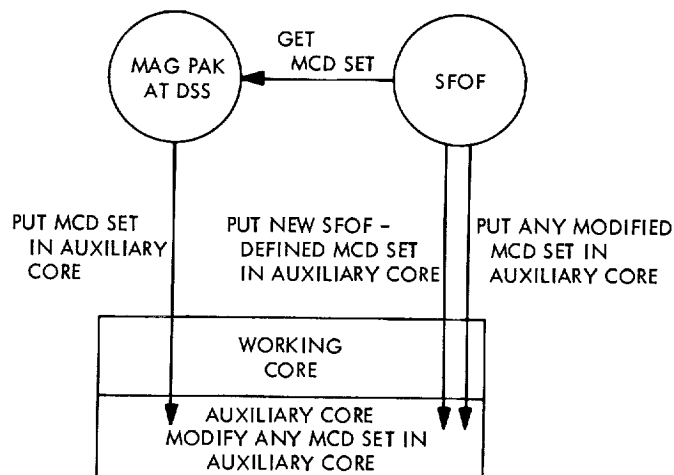 GET
MCD SET
MAG PAK
AT DSS
SFOF
PUT MCD SET
IN AUXILIARY
CORE
PUT NEW SFOF –
DEFINED MCD SET
IN AUXILIARY CORE
PUT ANY MODIFIED
MCD SET IN
AUXILIARY CORE
WORKING
CORE
AUXILIARY CORE
MODIFY ANY MCD SET IN
AUXILIARY CORE